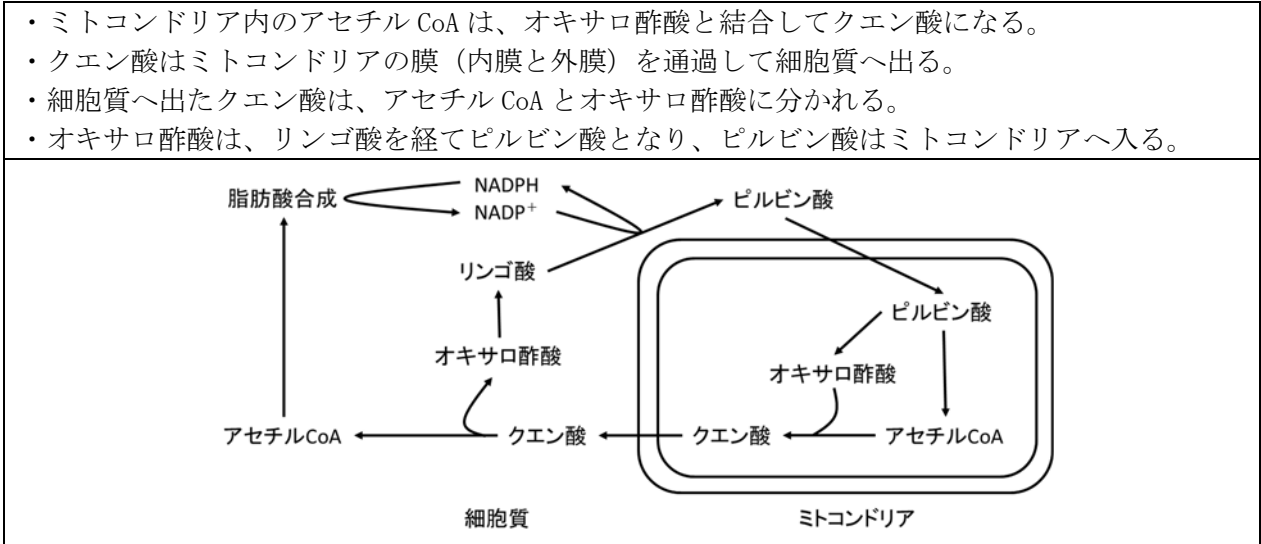 ・ミトコンドリア内のアセチル CoA は、オキサロ酢酸と結合してクエン酸になる。
・クエン酸はミトコンドリアの膜（内膜と外膜）を通過して細胞質へ出る。
・細胞質へ出たクエン酸は、アセチル CoA とオキサロ酢酸に分かれる。
・オキサロ酢酸は、リンゴ酸を経てピルビン酸となり、ピルビン酸はミトコンドリアへ入る。
脂肪酸合成
NADPH
NADP⁺
ピルビン酸
リンゴ酸
ピルビン酸
オキサロ酢酸
オキサロ酢酸
アセチルCoA
クエン酸
クエン酸
アセチルCoA
細胞質
ミトコンドリア